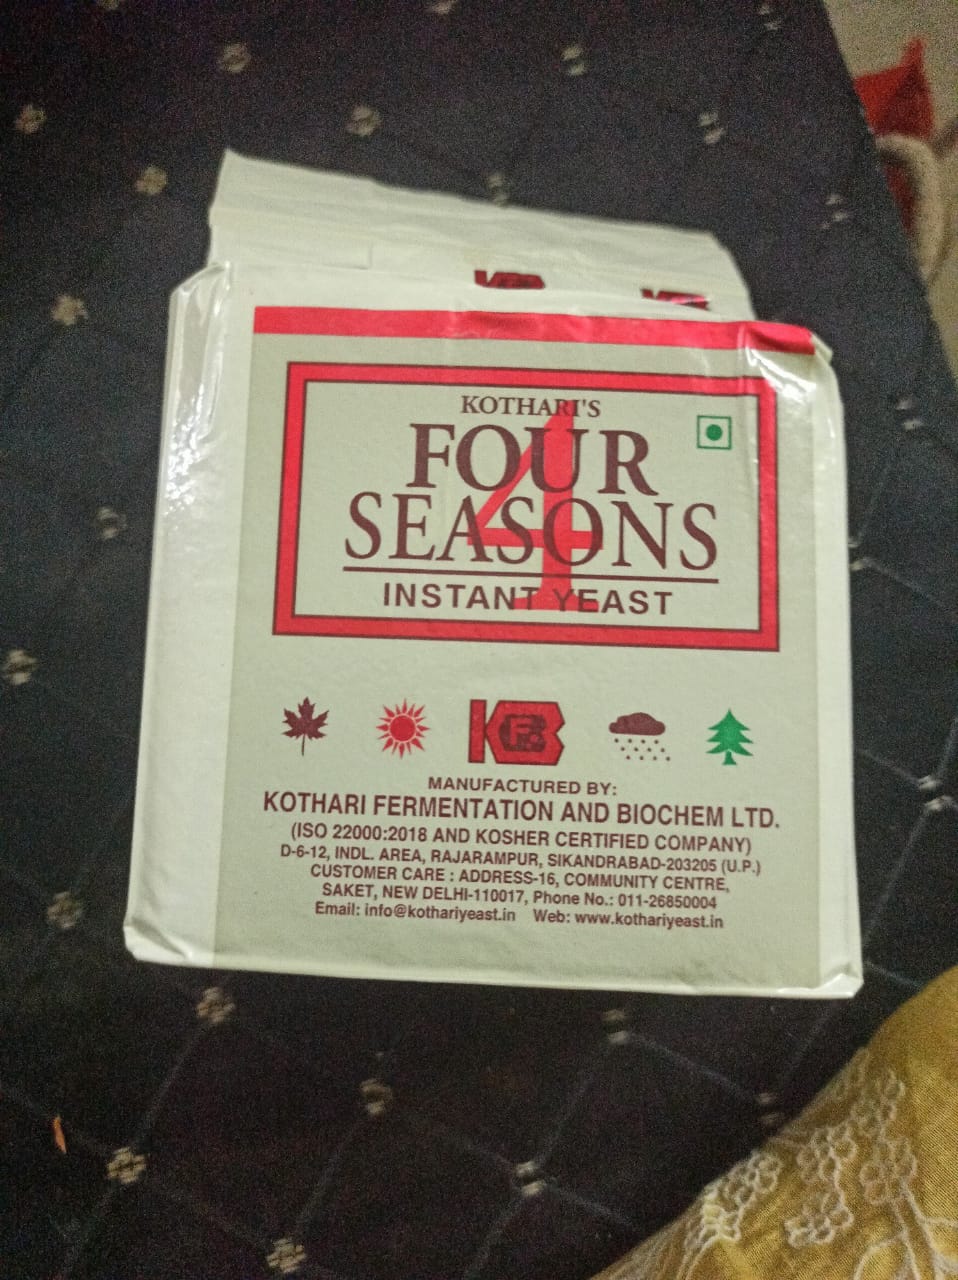 KOTHARI'S
4
FOUR
SEASONS
INSTANT YEAST
KFB
MANUFACTURED BY:
KOTHARI FERMENTATION AND BIOCHEM LTD.
(ISO 22000:2018 AND KOSHER CERTIFIED COMPANY)
D-6-12, INDL. AREA, RAJARAMPUR, SIKANDRABAD-203205 (U.P.)
CUSTOMER CARE : ADDRESS-16, COMMUNITY CENTRE,
SAKET, NEW DELHI-110017, Phone No.: 011-26850004
Email: info@kothariyeast.in Web: www.kothariyeast.in